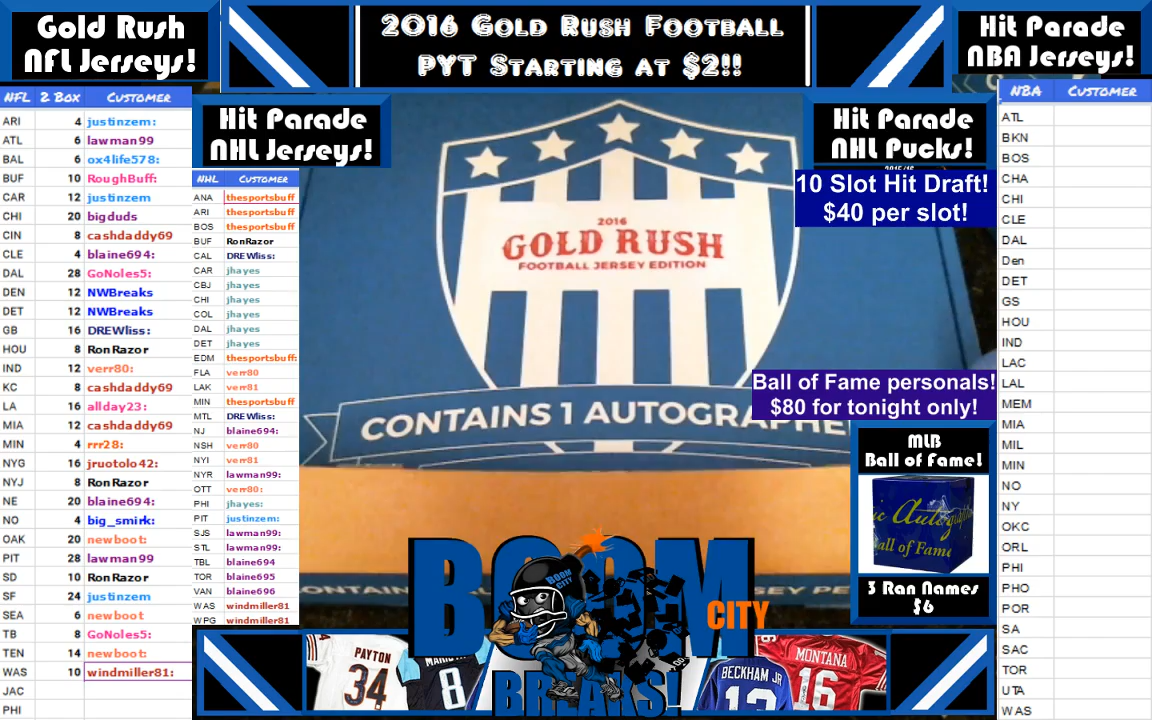 Gold Rush
NFL Jerseys!
2016 Gold Rush Football
PYT Starting at $2!!
Hit Parade
NBA Jerseys!
NFL 2 Box Customer
ARI 4 justinzem:
ATL 6 lawman99
BAL 6 ox4life578:
BUF 10 RoughBuff:
CAR 12 justinzem
CHI 20 bigduds
CIN 8 cashdaddy69
CLE 4 blaine694:
DAL 28 GoNoles5:
DEN 12 NWBreaks
DET 12 NWBreaks
GB 16 DREWliss:
HOU 8 RonRazor
IND 12 verr80:
KC 8 cashdaddy69
LA 16 allday23:
MIA 12 cashdaddy69
MIN 4 rrr28:
NYG 16 jruotolo42:
NYJ 8 RonRazor
NE 20 blaine694:
NO 4 big_smirk:
OAK 20 newboot:
PIT 28 lawman99
SD 10 RonRazor
SF 24 justinzem
SEA 6 newboot
TB 8 GoNoles5:
TEN 14 newboot:
WAS 10 windmiller81:
JAC
PHI
Hit Parade
NHL Jerseys!
NHL Customer
ANA thesportsbuff
ARI thesportsbuff
BOS thesportsbuff
BUF RonRazor
CAL DREWliss:
CAR jhayes
CBJ jhayes
CHI jhayes
COL jhayes
DAL jhayes
DET jhayes
EDM thesportsbuff:
FLA verr80
LAK verr81
MIN thesportsbuff
MTL DREWliss:
NJ blaine694:
NSH verr80
NYI verr81
NYR lawman99:
OTT verr80:
PHI jhayes:
PIT justinzem:
SJS lawman99:
STL lawman99:
TBL blaine694
TOR blaine695
VAN blaine696
WAS windmiller81
WPG windmiller81
2016
GOLD RUSH
FOOTBALL JERSEY EDITION
CONTAINS 1 AUTOGRAPHE
Hit Parade
NHL Pucks!
10 Slot Hit Draft!
$40 per slot!
Ball of Fame personals!
$80 for tonight only!
MLB
Ball of Fame!
all of Fame
3 Ran Names
$6
BOOM
CITY
BREAKS!
BOOM
CITY
PAYTON
34
8
BECKHAM JR
13
MONTANA
16
NBA Customer
ATL
BKN
BOS
CHA
CHI
CLE
DAL
Den
DET
GS
HOU
IND
LAC
LAL
MEM
MIA
MIL
MIN
NO
NY
OKC
ORL
PHI
PHO
POR
SA
SAC
TOR
UTA
WAS